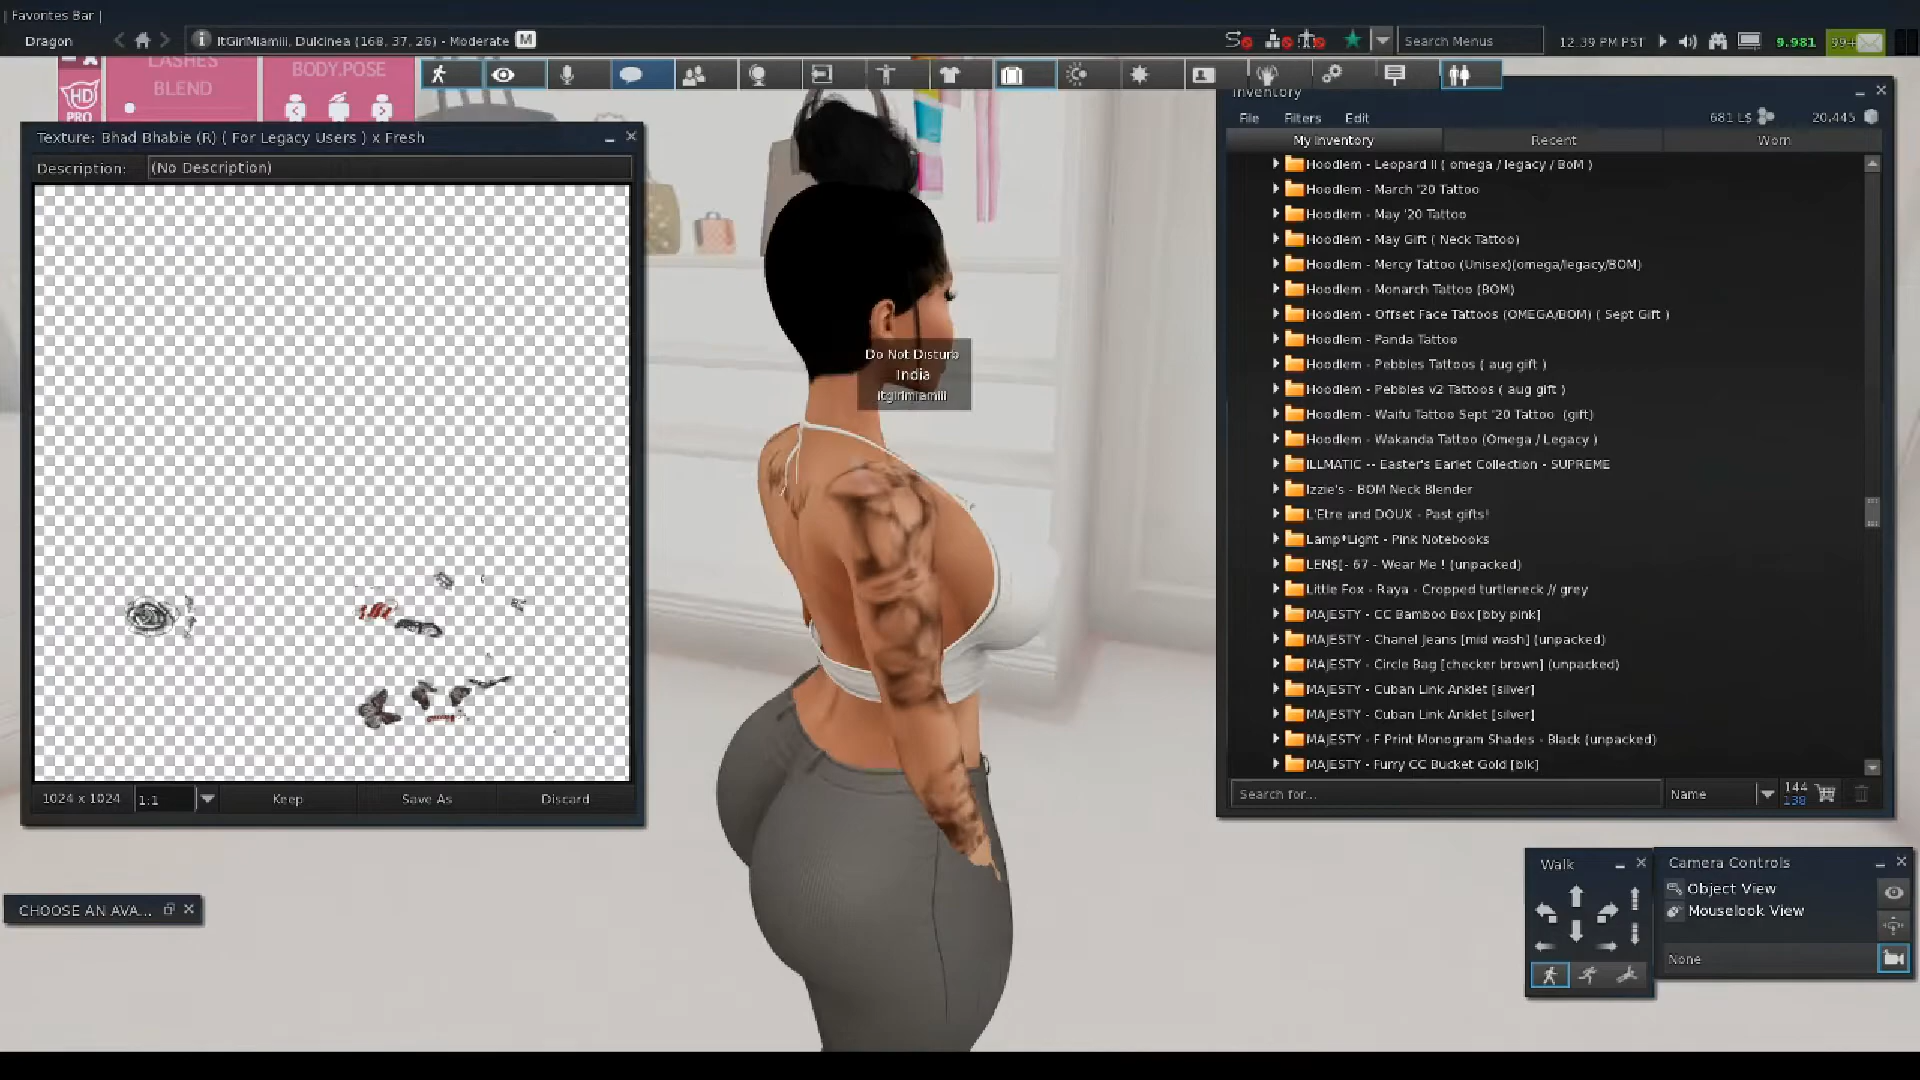 | Favorites Bar |
Dragon
ItGirlMiamiii, Dulcinea (168, 37, 26) - Moderate M
Search Menus
12:39 PM PST
9.981
99+
LASHES
BLEND
BODY.POSE
HD
PRO
Texture: Bhad Bhabie (R) ( For Legacy Users ) x Fresh
Description:
(No Description)
1024 x 1024
1:1
Keep
Save As
Discard
CHOOSE AN AVA...
Do Not Disturb
India
itgirlmiamiii
Inventory
File
Filters
Edit
681 L$
20,445
My Inventory
Recent
Worn
Hoodlem - Leopard II ( omega / legacy / BoM )
Hoodlem - March '20 Tattoo
Hoodlem - May '20 Tattoo
Hoodlem - May Gift ( Neck Tattoo)
Hoodlem - Mercy Tattoo (Unisex)(omega/legacy/BOM)
Hoodlem - Monarch Tattoo (BOM)
Hoodlem - Offset Face Tattoos (OMEGA/BOM) ( Sept Gift )
Hoodlem - Panda Tattoo
Hoodlem - Pebbles Tattoos ( aug gift )
Hoodlem - Pebbles v2 Tattoos ( aug gift )
Hoodlem - Waifu Tattoo Sept '20 Tattoo (gift)
Hoodlem - Wakanda Tattoo (Omega / Legacy )
ILLMATIC -- Easter's Earlet Collection - SUPREME
Izzie's - BOM Neck Blender
L'Etre and DOUX - Past gifts!
Lamp*Light - Pink Notebooks
LEN$[- 67 - Wear Me ! (unpacked)
Little Fox - Raya - Cropped turtleneck // grey
MAJESTY - CC Bamboo Box [bby pink]
MAJESTY - Chanel Jeans [mid wash] (unpacked)
MAJESTY - Circle Bag [checker brown] (unpacked)
MAJESTY - Cuban Link Anklet [silver]
MAJESTY - Cuban Link Anklet [silver]
MAJESTY - F Print Monogram Shades - Black (unpacked)
MAJESTY - Furry CC Bucket Gold [blk]
Search for...
Name
144
138
Walk
Camera Controls
Object View
Mouselook View
None